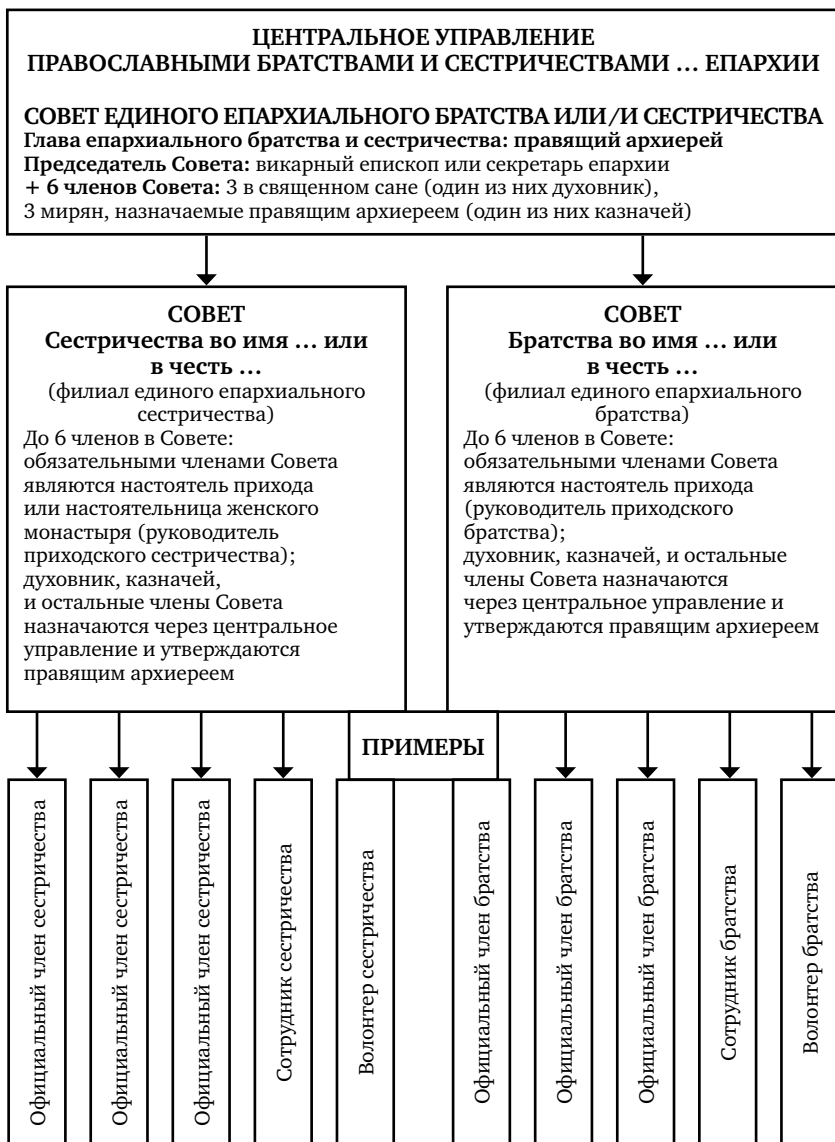 ЦЕНТРАЛЬНОЕ УПРАВЛЕНИЕ
ПРАВОСЛАВНЫМИ БРАТСТВАМИ И СЕСТРИЧЕСТВАМИ … ЕПАРХИИ
СОВЕТ ЕДИНОГО ЕПАРХИАЛЬНОГО БРАТСТВА ИЛИ/И СЕСТРИЧЕСТВА
Глава епархиального братства и сестричества: правящий архиерей
Председатель Совета: викарный епископ или секретарь епархии
+ 6 членов Совета: 3 в священном сане (один из них духовник),
3 мирян, назначаемые правящим архиереем (один из них казначей)
СОВЕТ
Сестричества во имя … или
в честь …
(филиал единого епархиального
сестричества)
До 6 членов в Совете:
обязательными членами Совета
являются настоятель прихода
или настоятельница женского
монастыря (руководитель
приходского сестричества);
духовник, казначей,
и остальные члены Совета
назначаются через центральное
управление и утверждаются
правящим архиереем
СОВЕТ
Братства во имя … или
в честь …
(филиал единого епархиального
братства)
До 6 членов в Совете:
обязательными членами Совета
являются настоятель прихода
(руководитель приходского
братства);
духовник, казначей, и остальные
члены Совета назначаются
через центральное управление и
утверждаются правящим архиереем
ПРИМЕРЫ
Официальный член сестричества
Официальный член сестричества
Официальный член сестричества
Сотрудник сестричества
Волонтер сестричества
Официальный член братства
Официальный член братства
Официальный член братства
Сотрудник братства
Волонтер братства